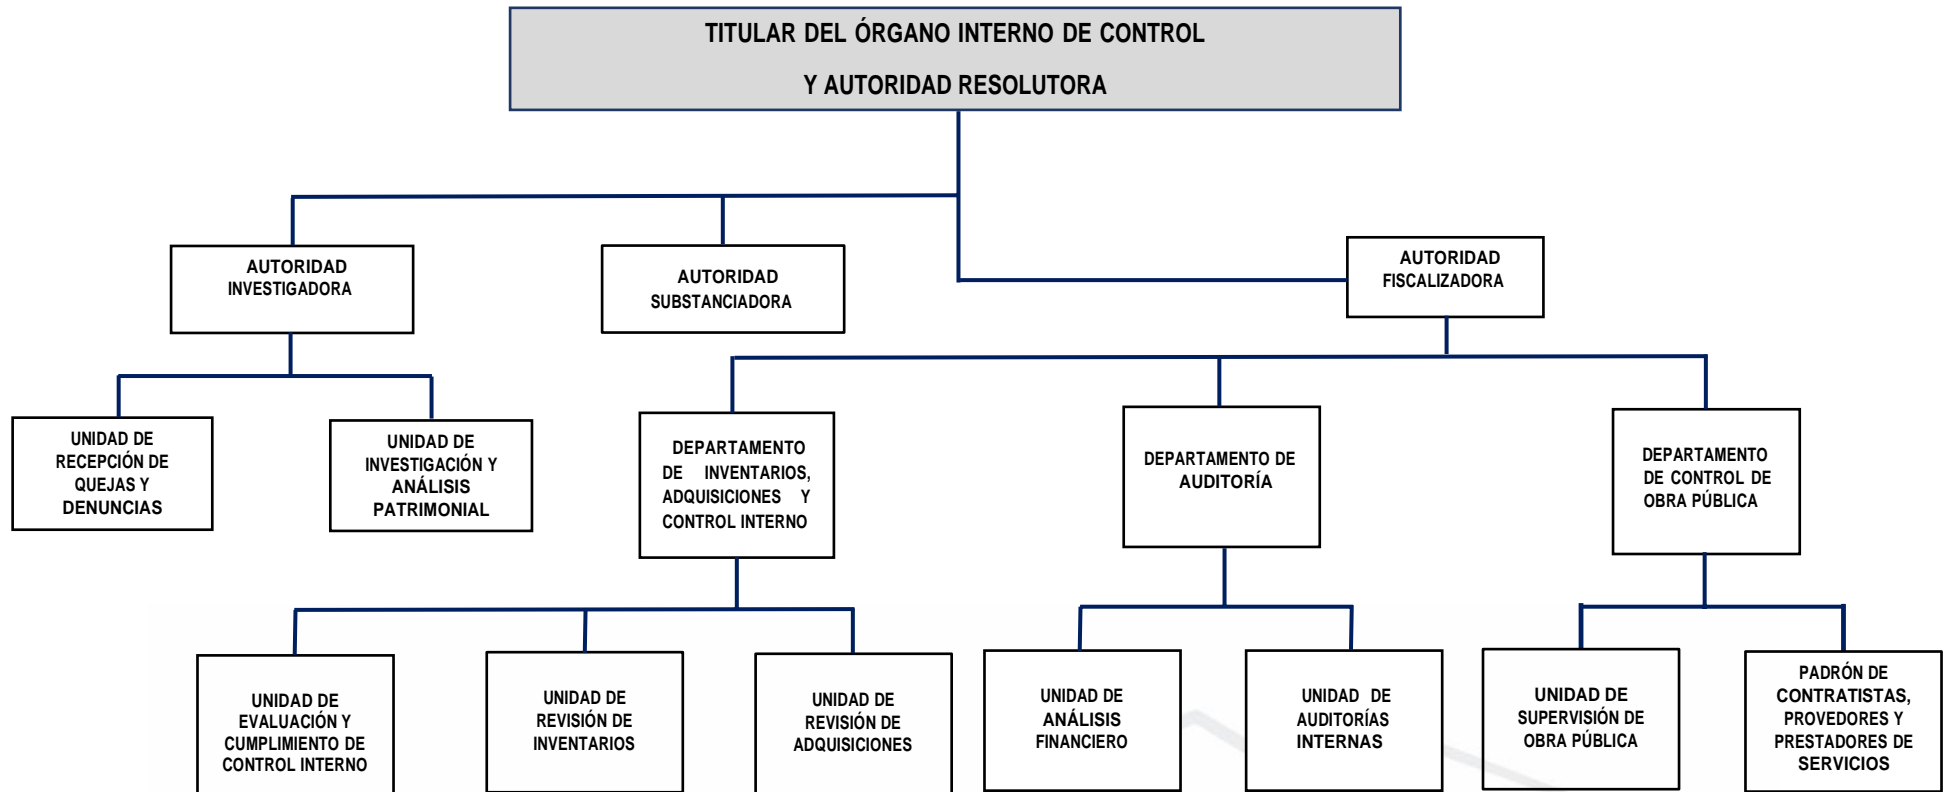 TITULAR DEL ÓRGANO INTERNO DE CONTROL
Y AUTORIDAD RESOLUTORA
AUTORIDAD
INVESTIGADORA
AUTORIDAD
SUBSTANCIADORA
AUTORIDAD
FISCALIZADORA
UNIDAD DE
RECEPCIÓN DE
QUEJAS Y
DENUNCIAS
UNIDAD DE
INVESTIGACIÓN Y
ANÁLISIS
PATRIMONIAL
DEPARTAMENTO
DE INVENTARIOS,
ADQUISICIONES Y
CONTROL INTERNO
DEPARTAMENTO DE
AUDITORÍA
DEPARTAMENTO
DE CONTROL DE
OBRA PÚBLICA
UNIDAD DE
EVALUACIÓN Y
CUMPLIMIENTO DE
CONTROL INTERNO
UNIDAD DE
REVISIÓN DE
INVENTARIOS
UNIDAD DE
REVISIÓN DE
ADQUISICIONES
UNIDAD DE
ANÁLISIS
FINANCIERO
UNIDAD DE
AUDITORÍAS
INTERNAS
UNIDAD DE
SUPERVISIÓN DE
OBRA PÚBLICA
PADRÓN DE
CONTRATISTAS,
PROVEDORES Y
PRESTADORES DE
SERVICIOS